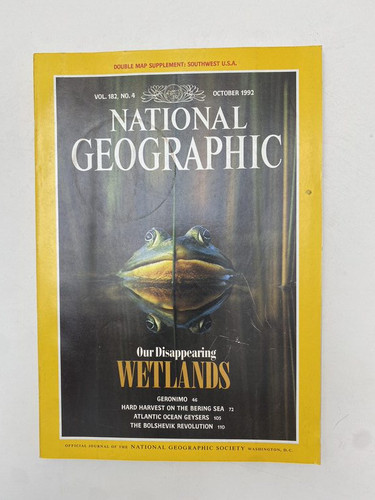 DOUBLE MAP SUPPLEMENT: SOUTHWEST U.S.A.
VOL. 182, NO. 4 OCTOBER 1992
NATIONAL
GEOGRAPHIC
Our Disappearing
WETLANDS
GERONIMO 46
HARD HARVEST ON THE BERING SEA 72
ATLANTIC OCEAN GEYSERS 105
THE BOLSHEVIK REVOLUTION 110
OFFICIAL JOURNAL OF THE NATIONAL GEOGRAPHIC SOCIETY WASHINGTON, D.C.